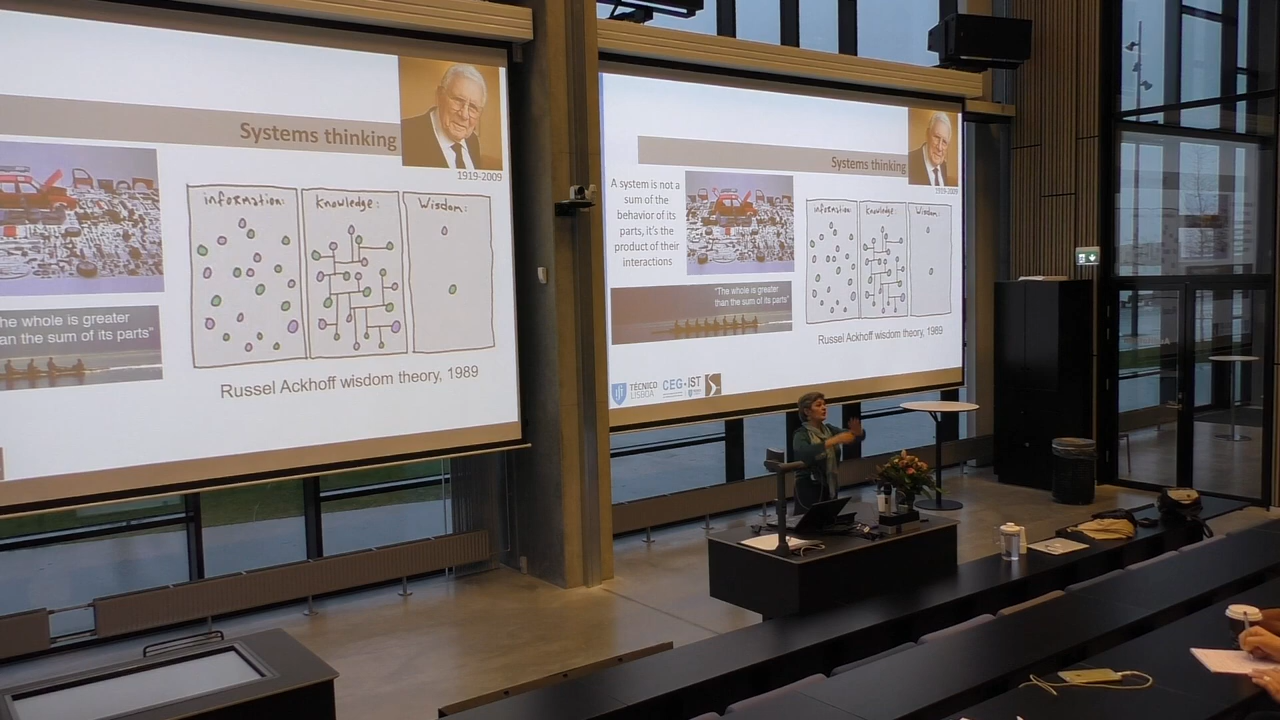 Systems thinking
1919-2009
information:
Knowledge:
Wisdom:
he whole is greater
an the sum of its parts"
Russel Ackhoff wisdom theory, 1989
Systems thinking
1919-2009
A system is not a
sum of the
behavior of its
parts, it's the
product of their
interactions
information:
Knowledge:
Wisdom:
"The whole is greater
than the sum of its parts"
Russel Ackhoff wisdom theory, 1989
TÉCNICO
LISBOA
CEG-IST